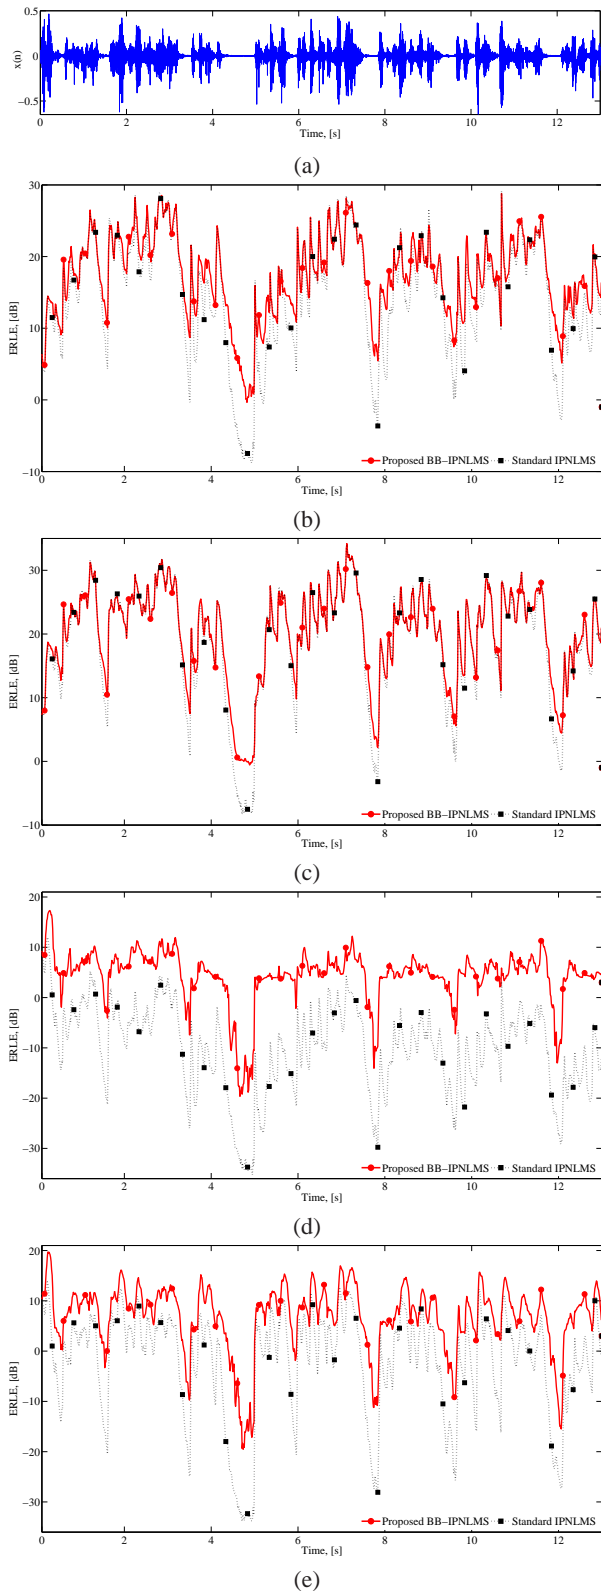 0.5
0
−0.5
x(n)
0 2 4 6 8 10 12
Time, [s]
(a)
30
20
10
0
−10
ERLE, [dB]
Proposed BB−IPNLMS Standard IPNLMS
0 2 4 6 8 10 12
Time, [s]
(b)
30
20
10
0
−10
ERLE, [dB]
Proposed BB−IPNLMS Standard IPNLMS
0 2 4 6 8 10 12
Time, [s]
(c)
20
10
0
−10
−20
−30
ERLE, [dB]
Proposed BB−IPNLMS Standard IPNLMS
0 2 4 6 8 10 12
Time, [s]
(d)
20
10
0
−10
−20
−30
ERLE, [dB]
Proposed BB−IPNLMS Standard IPNLMS
0 2 4 6 8 10 12
Time, [s]
(e)